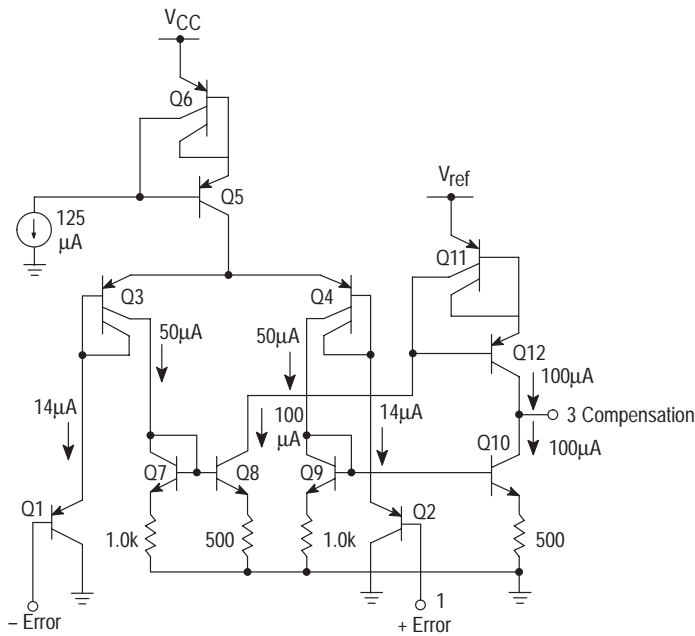 VCC
Q6
Q5
125
µA
Vref
Q11
Q12
Q3
Q4
50µA
50µA
100µA
3 Compensation
100µA
14µA
100
µA
14µA
Q7
Q8
Q9
Q10
Q1
Q2
1.0k
500
1.0k
500
– Error
1
+ Error